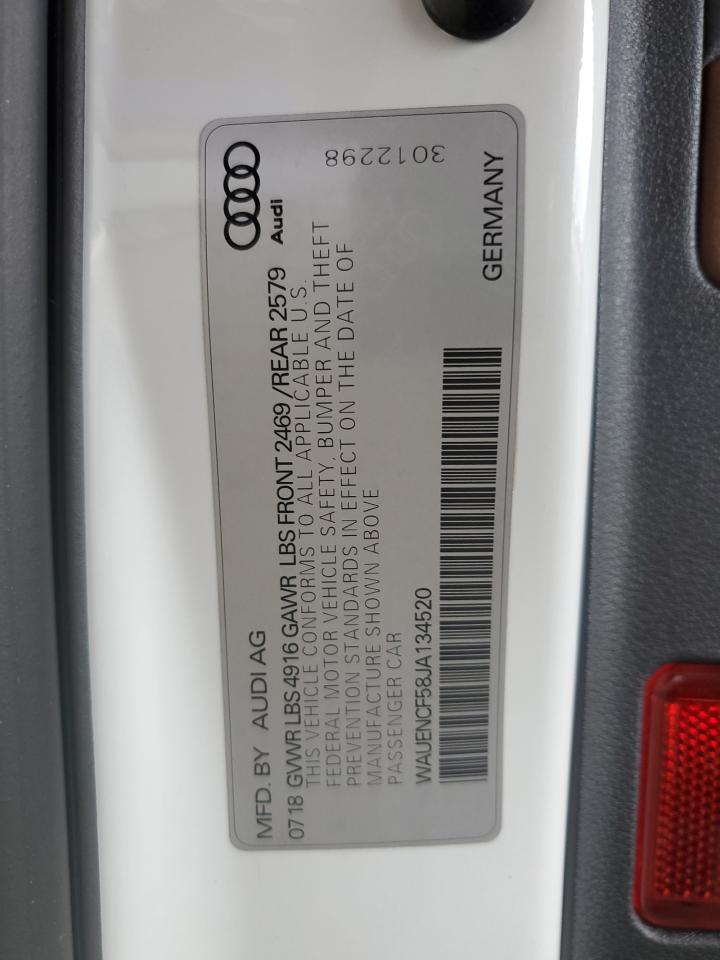 MFD. BY AUDI AG
Audi
0718 GVWR LBS 4916 GAWR LBS FRONT 2469 /REAR 2579
THIS VEHICLE CONFORMS TO ALL APPLICABLE U.S.
FEDERAL MOTOR VEHICLE SAFETY, BUMPER AND THEFT
PREVENTION STANDARDS IN EFFECT ON THE DATE OF
MANUFACTURE SHOWN ABOVE
PASSENGER CAR
3012298
WAUENCF58JA134520
GERMANY